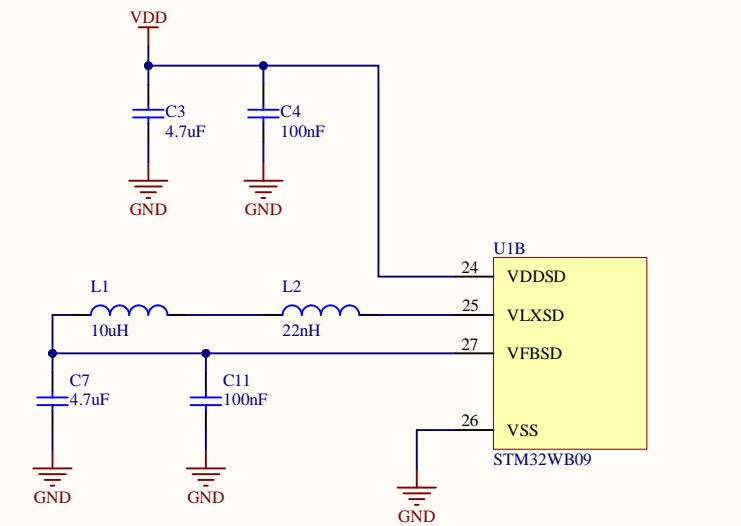 VDD
C3
4.7uF
C4
100nF
GND
GND
U1B
24
VDDSD
L1
10uH
L2
22nH
25
VLXSD
27
VFBSD
C7
4.7uF
C11
100nF
26
VSS
STM32WB09
GND
GND
GND